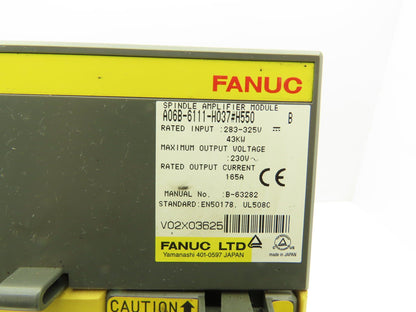 FANUC
SPINDLE AMPLIFIER MODULE
A06B-6111-H037#H550 B
RATED INPUT :283-325V
43KW
MAXIMUM OUTPUT VOLTAGE
:230V~
RATED OUTPUT CURRENT
165A
MANUAL No. :B-63282
STANDARD:EN50178, UL508C
V02X03625
FANUC LTD
Yamanashi 401-0597 JAPAN
made in JAPAN
CAUTION